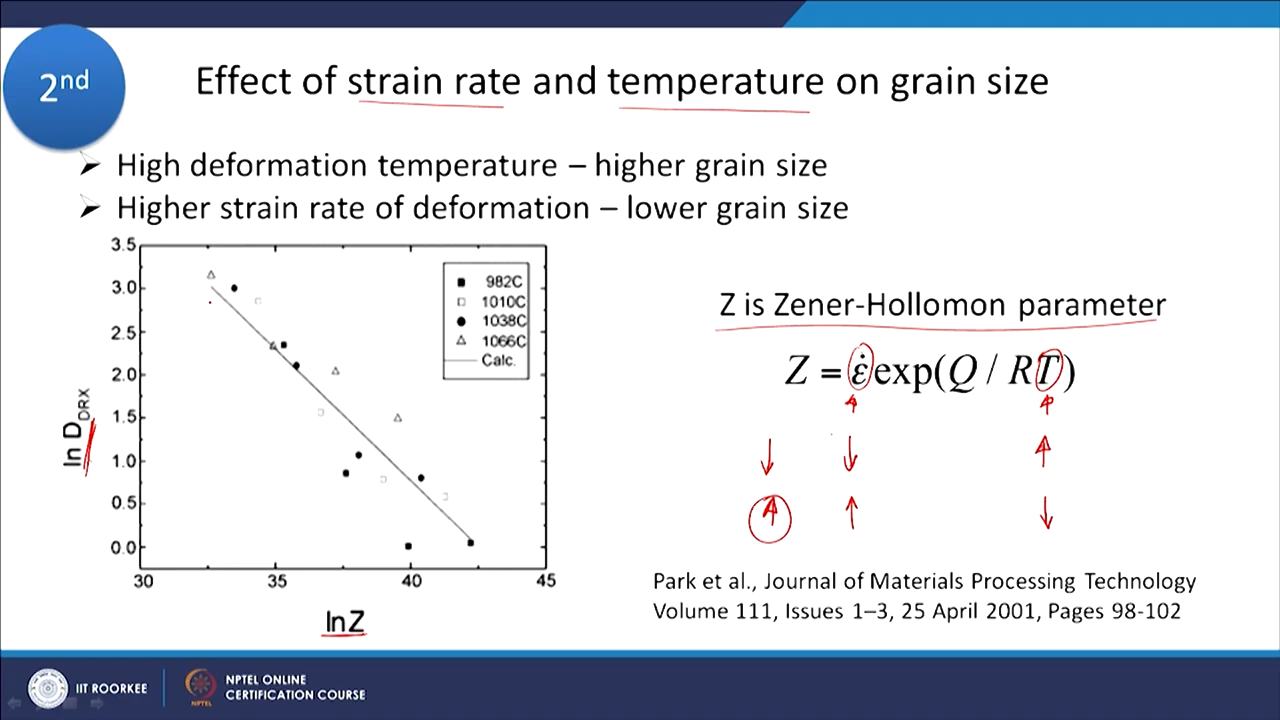 2nd
Effect of strain rate and temperature on grain size
➢ High deformation temperature – higher grain size
➢ Higher strain rate of deformation – lower grain size
3.5
3.0
2.5
2.0
1.5
1.0
0.5
0.0
ln D_DRX
30 35 40 45
ln Z
982C
1010C
1038C
1066C
Calc.
Z is Zener-Hollomon parameter
Z = ε̇ exp(Q / RT)
Park et al., Journal of Materials Processing Technology
Volume 111, Issues 1–3, 25 April 2001, Pages 98-102
IIT ROORKEE
NPTEL
NPTEL ONLINE
CERTIFICATION COURSE